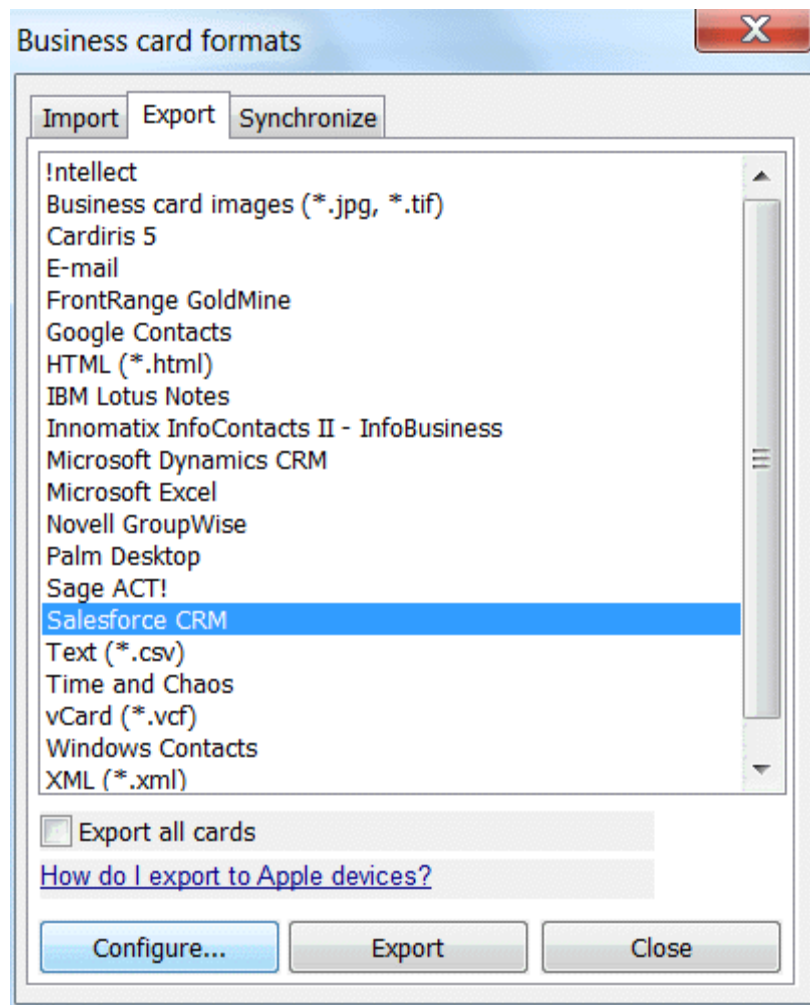 Business card formats
X
Import Export Synchronize
!ntellect
Business card images (*.jpg, *.tif)
Cardiris 5
E-mail
FrontRange GoldMine
Google Contacts
HTML (*.html)
IBM Lotus Notes
Innomatix InfoContacts II - InfoBusiness
Microsoft Dynamics CRM
Microsoft Excel
Novell GroupWise
Palm Desktop
Sage ACT!
Salesforce CRM
Text (*.csv)
Time and Chaos
vCard (*.vcf)
Windows Contacts
XML (*.xml)
Export all cards
How do I export to Apple devices?
Configure... Export Close